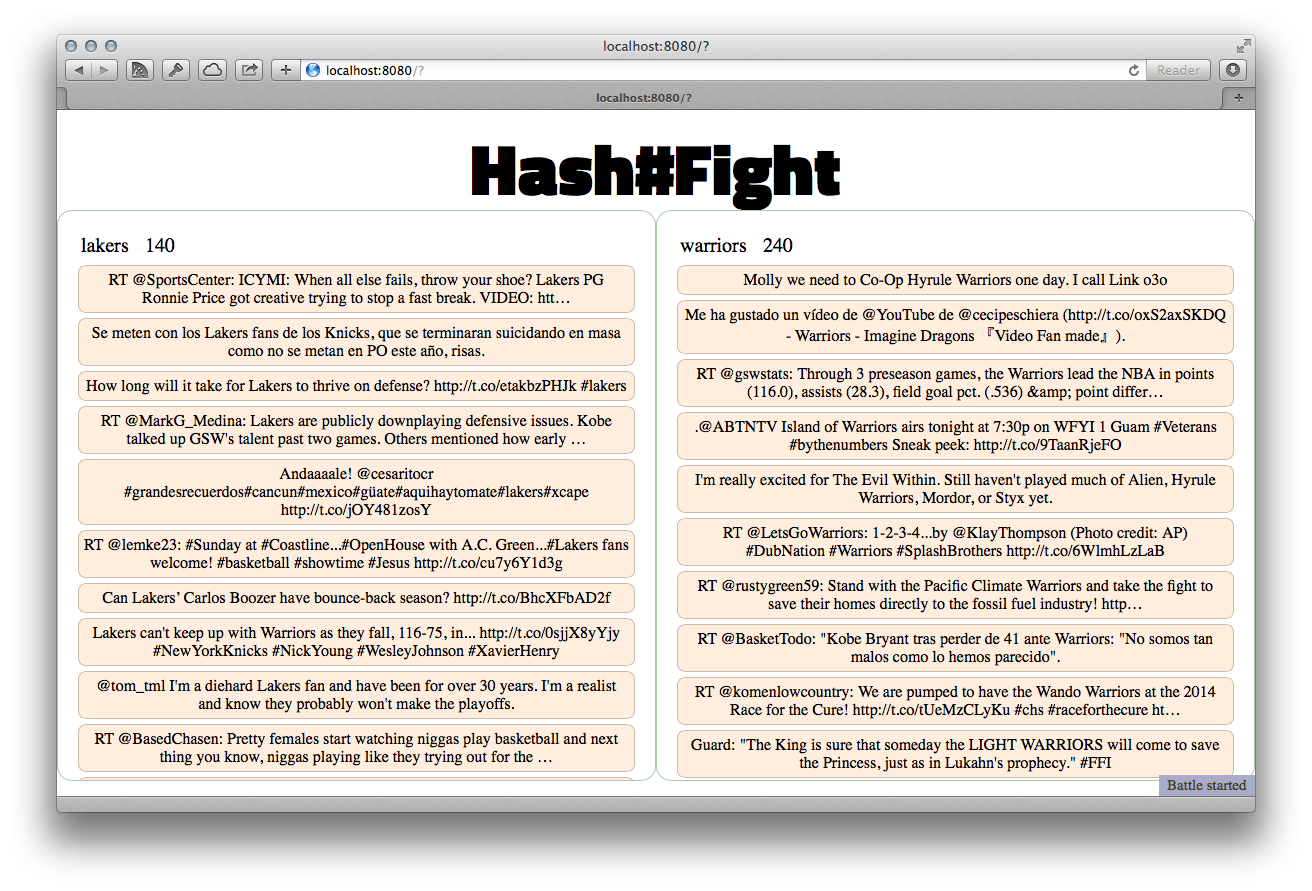 localhost:8080/?
localhost:8080/?
Reader
localhost:8080/?
Hash#Fight
lakers 140
RT @SportsCenter: ICYMI: When all else fails, throw your shoe? Lakers PG
Ronnie Price got creative trying to stop a fast break. VIDEO: htt…
Se meten con los Lakers fans de los Knicks, que se terminaran suicidando en masa
como no se metan en PO este año, risas.
How long will it take for Lakers to thrive on defense? http://t.co/etakbzPHJk #lakers
RT @MarkG_Medina: Lakers are publicly downplaying defensive issues. Kobe
talked up GSW's talent past two games. Others mentioned how early …
Andaaaale! @cesaritocr
#grandesrecuerdos#cancun#mexico#güate#aquihaytomate#lakers#xcape
http://t.co/jOY481zosY
RT @lemke23: #Sunday at #Coastline...#OpenHouse with A.C. Green...#Lakers fans
welcome! #basketball #showtime #Jesus http://t.co/cu7y6Y1d3g
Can Lakers’ Carlos Boozer have bounce-back season? http://t.co/BhcXFbAD2f
Lakers can't keep up with Warriors as they fall, 116-75, in... http://t.co/0sjjX8yYjy
#NewYorkKnicks #NickYoung #WesleyJohnson #XavierHenry
@tom_tml I'm a diehard Lakers fan and have been for over 30 years. I'm a realist
and know they probably won't make the playoffs.
RT @BasedChasen: Pretty females start watching niggas play basketball and next
thing you know, niggas playing like they trying out for the …
warriors 240
Molly we need to Co-Op Hyrule Warriors one day. I call Link o3o
Me ha gustado un vídeo de @YouTube de @cecipeschiera (http://t.co/oxS2axSKDQ
- Warriors - Imagine Dragons 『Video Fan made』).
RT @gswstats: Through 3 preseason games, the Warriors lead the NBA in points
(116.0), assists (28.3), field goal pct. (.536) &amp; point differ…
.@ABTNTV Island of Warriors airs tonight at 7:30p on WFYI 1 Guam #Veterans
#bythenumbers Sneak peek: http://t.co/9TaanRjeFO
I'm really excited for The Evil Within. Still haven't played much of Alien, Hyrule
Warriors, Mordor, or Styx yet.
RT @LetsGoWarriors: 1-2-3-4...by @KlayThompson (Photo credit: AP)
#DubNation #Warriors #SplashBrothers http://t.co/6WlmhLzLaB
RT @rustygreen59: Stand with the Pacific Climate Warriors and take the fight to
save their homes directly to the fossil fuel industry! http…
RT @BasketTodo: "Kobe Bryant tras perder de 41 ante Warriors: "No somos tan
malos como lo hemos parecido".
RT @komenlowcountry: We are pumped to have the Wando Warriors at the 2014
Race for the Cure! http://t.co/tUeMzCLyKu #chs #raceforthecure ht…
Guard: "The King is sure that someday the LIGHT WARRIORS will come to save
the Princess, just as in Lukahn's prophecy." #FFI
Battle started